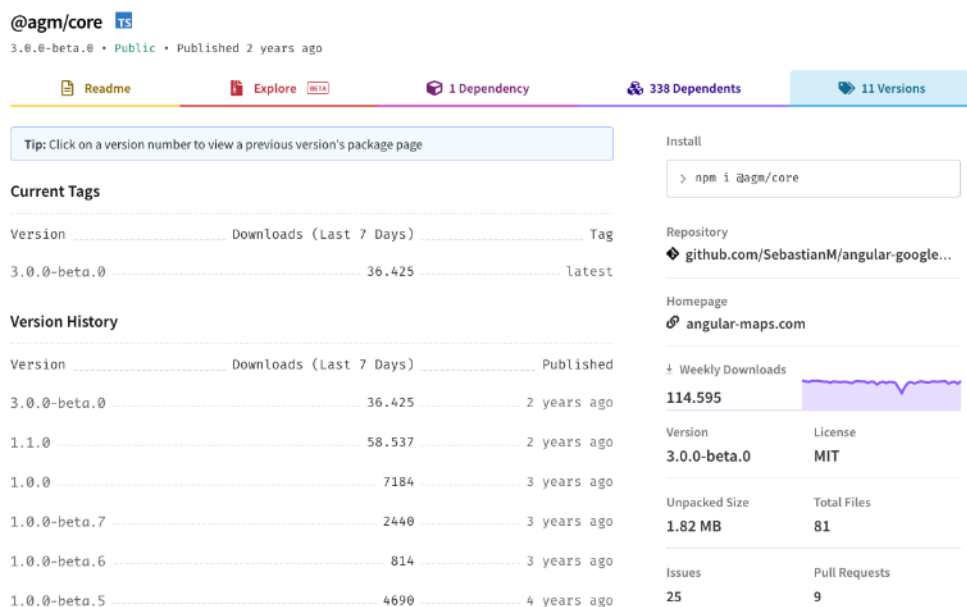 @agm/core TS
3.0.0-beta.0 • Public • Published 2 years ago
Readme
Explore BETA
1 Dependency
338 Dependents
11 Versions
Tip: Click on a version number to view a previous version's package page
Current Tags
Version Downloads (Last 7 Days) Tag
3.0.0-beta.0 36.425 latest
Version History
Version Downloads (Last 7 Days) Published
3.0.0-beta.0 36.425 2 years ago
1.1.0 58.537 2 years ago
1.0.0 7184 3 years ago
1.0.0-beta.7 2440 3 years ago
1.0.0-beta.6 814 3 years ago
1.0.0-beta.5 4690 4 years ago
Install
> npm i @agm/core
Repository
github.com/SebastianM/angular-google...
Homepage
angular-maps.com
Weekly Downloads
114.595
Version License
3.0.0-beta.0 MIT
Unpacked Size Total Files
1.82 MB 81
Issues Pull Requests
25 9